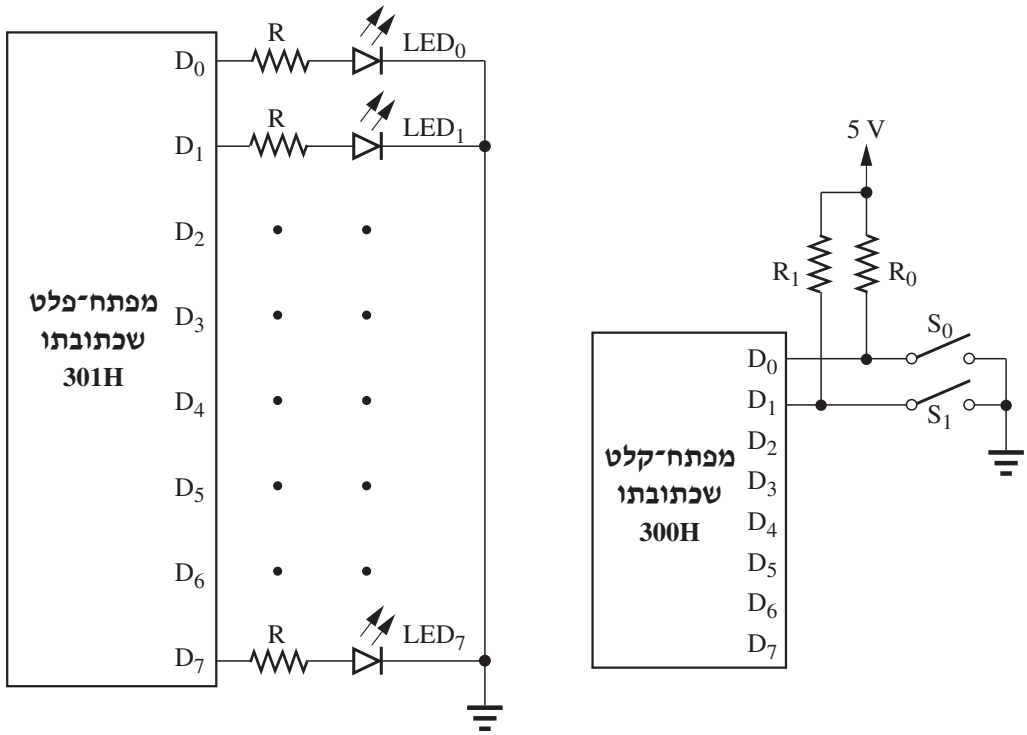 D0 R LED0
D1 R LED1
D2
D3
D4
D5
D6
D7 R LED7
מפתח־פלט
שכתובתו
301H
5 V
R1 R0
S0
S1
D0
D1
D2
D3
D4
D5
D6
D7
מפתח־קלט
שכתובתו
300H